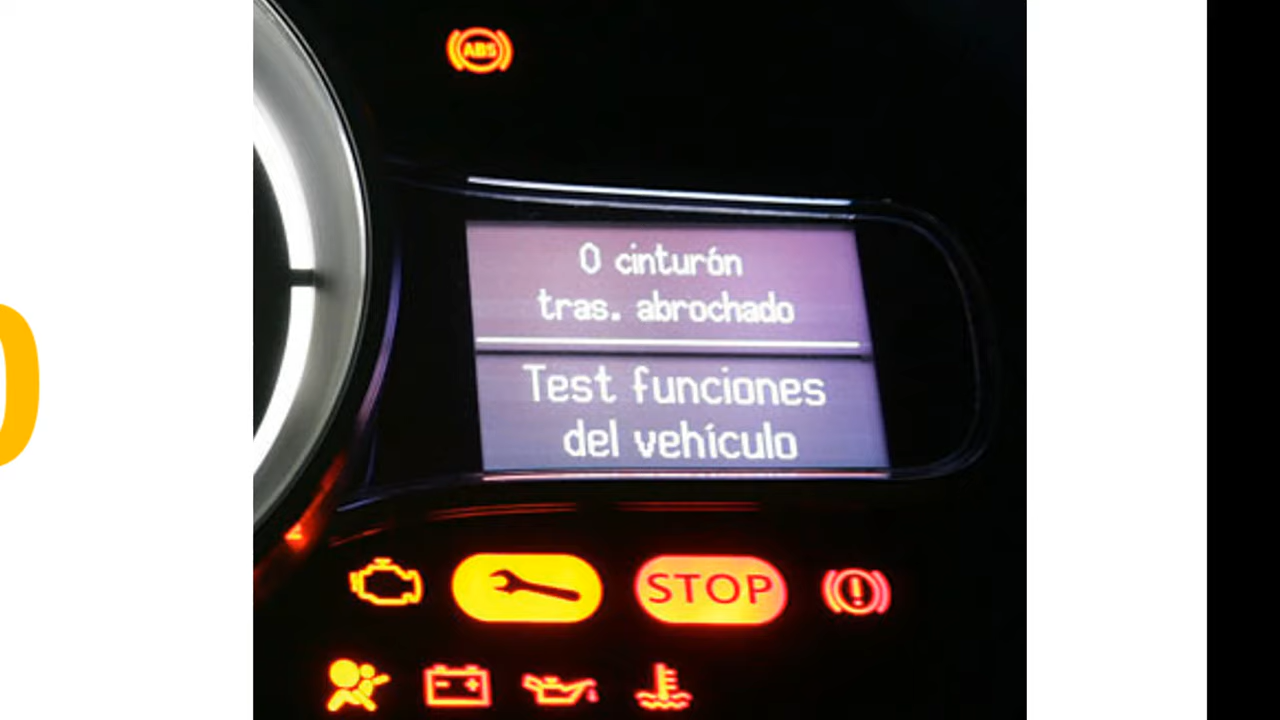 ABS
0 cinturón
tras. abrochado
Test funciones
del vehículo
STOP